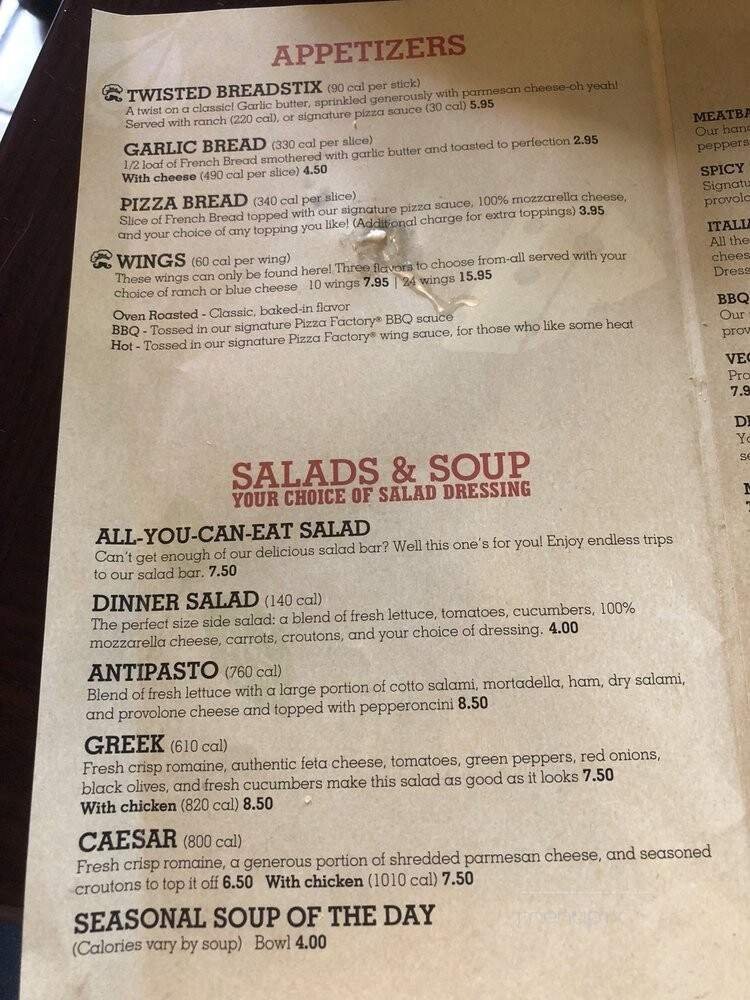 APPETIZERS
TWISTED BREADSTIX (90 cal per stick)
A twist on a classic! Garlic butter, sprinkled generously with parmesan cheese-oh yeah!
Served with ranch (220 cal), or signature pizza sauce (30 cal) 5.95
GARLIC BREAD (330 cal per slice)
1/2 loaf of French Bread smothered with garlic butter and toasted to perfection 2.95
With cheese (490 cal per slice) 4.50
PIZZA BREAD (340 cal per slice)
Slice of French Bread topped with our signature pizza sauce, 100% mozzarella cheese,
and your choice of any topping you like! (Additional charge for extra toppings) 3.95
WINGS (60 cal per wing)
These wings can only be found here! Three flavors to choose from-all served with your
choice of ranch or blue cheese 10 wings 7.95 | 24 wings 15.95
Oven Roasted - Classic, baked-in flavor
BBQ - Tossed in our signature Pizza Factory® BBQ sauce
Hot - Tossed in our signature Pizza Factory® wing sauce, for those who like some heat
SALADS & SOUP
YOUR CHOICE OF SALAD DRESSING
ALL-YOU-CAN-EAT SALAD
Can't get enough of our delicious salad bar? Well this one's for you! Enjoy endless trips
to our salad bar. 7.50
DINNER SALAD (140 cal)
The perfect size side salad: a blend of fresh lettuce, tomatoes, cucumbers, 100%
mozzarella cheese, carrots, croutons, and your choice of dressing. 4.00
ANTIPASTO (760 cal)
Blend of fresh lettuce with a large portion of cotto salami, mortadella, ham, dry salami,
and provolone cheese and topped with pepperoncini 8.50
GREEK (610 cal)
Fresh crisp romaine, authentic feta cheese, tomatoes, green peppers, red onions,
black olives, and fresh cucumbers make this salad as good as it looks 7.50
With chicken (820 cal) 8.50
CAESAR (800 cal)
Fresh crisp romaine, a generous portion of shredded parmesan cheese, and seasoned
croutons to top it off 6.50 With chicken (1010 cal) 7.50
SEASONAL SOUP OF THE DAY
(Calories vary by soup) Bowl 4.00
MEATBA
Our han
peppers
SPICY
Signatu
provolo
ITALI
All the
chees
Dress
BBQ
Our
prov
VE
Pro
7.9